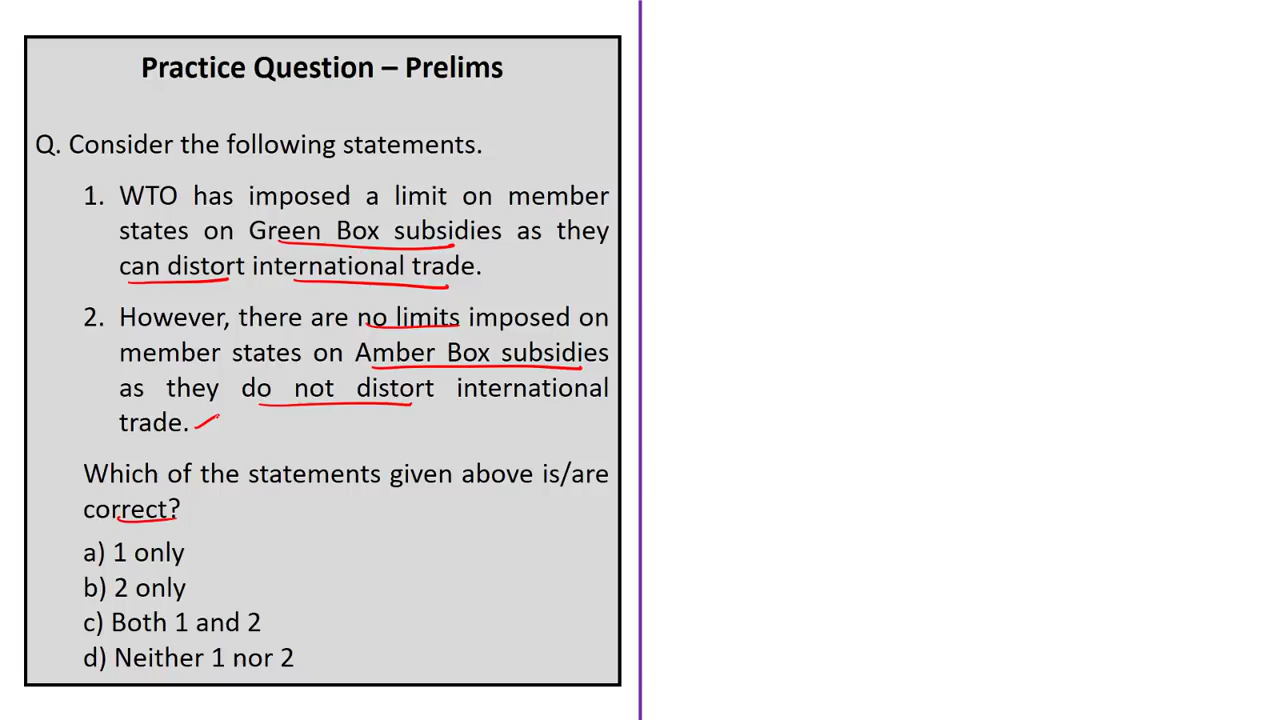 Practice Question – Prelims
Q. Consider the following statements.
1. WTO has imposed a limit on member
states on Green Box subsidies as they
can distort international trade.
2. However, there are no limits imposed on
member states on Amber Box subsidies
as they do not distort international
trade.
Which of the statements given above is/are
correct?
a) 1 only
b) 2 only
c) Both 1 and 2
d) Neither 1 nor 2